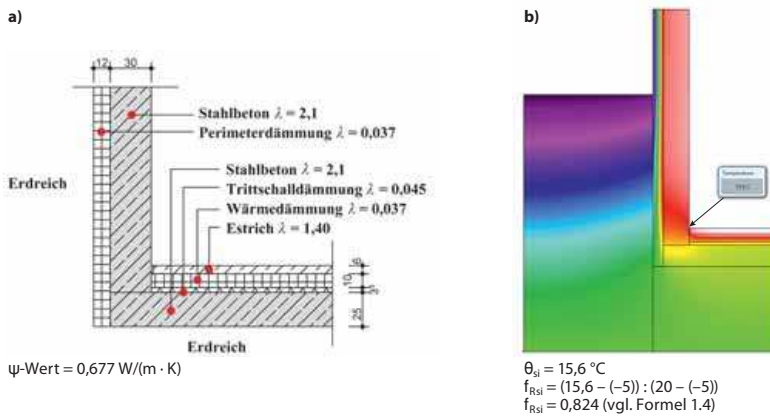 a)
b)
12 30
Stahlbeton λ = 2,1
Perimeterdämmung λ = 0,037
Erdreich
Stahlbeton λ = 2,1
Trittschalldämmung λ = 0,045
Wärmedämmung λ = 0,037
Estrich λ = 1,40
6
10
3
25
Erdreich
Temperature
ψ-Wert = 0,677 W/(m · K)
θsi = 15,6 °C
fRsi = (15,6 – (–5)) : (20 – (–5))
fRsi = 0,824 (vgl. Formel 1.4)